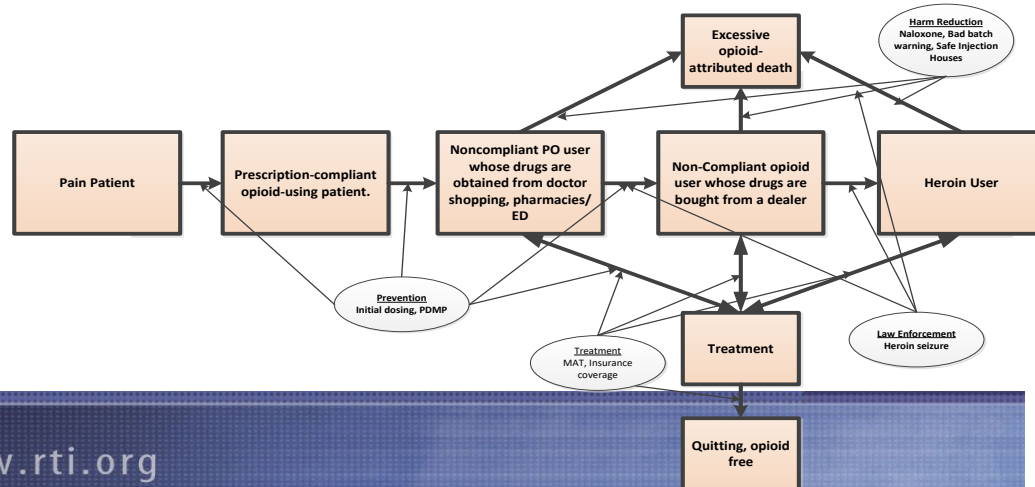 Harm Reduction
Naloxone, Bad batch
warning, Safe Injection
Houses
Excessive
opioid-
attributed death
Pain Patient
Prescription-compliant
opioid-using patient.
Noncompliant PO user
whose drugs are
obtained from doctor
shopping, pharmacies/
ED
Non-Compliant opioid
user whose drugs are
bought from a dealer
Heroin User
Prevention
Initial dosing, PDMP
Treatment
MAT, Insurance
coverage
Treatment
Law Enforcement
Heroin seizure
Quitting, opioid
free
w.rti.org